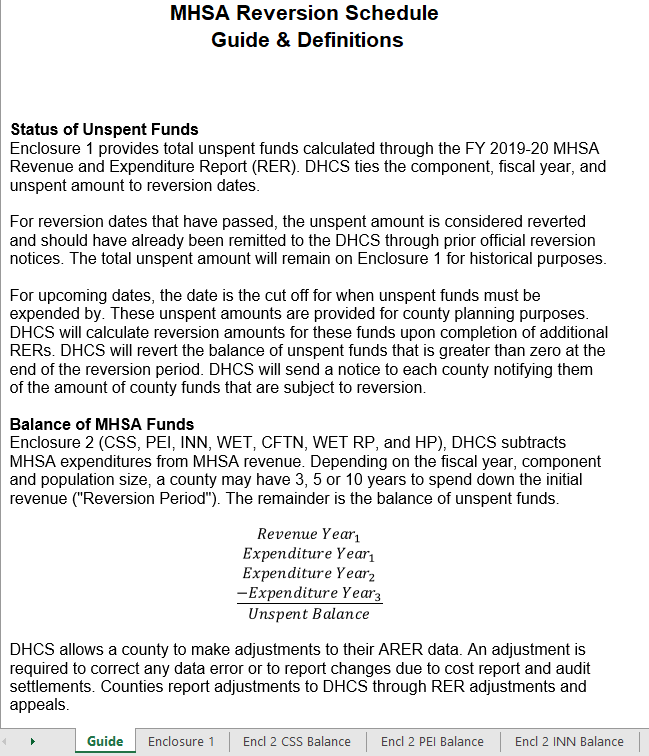 MHSA Reversion Schedule
Guide & Definitions
Status of Unspent Funds
Enclosure 1 provides total unspent funds calculated through the FY 2019-20 MHSA
Revenue and Expenditure Report (RER). DHCS ties the component, fiscal year, and
unspent amount to reversion dates.
For reversion dates that have passed, the unspent amount is considered reverted
and should have already been remitted to the DHCS through prior official reversion
notices. The total unspent amount will remain on Enclosure 1 for historical purposes.
For upcoming dates, the date is the cut off for when unspent funds must be
expended by. These unspent amounts are provided for county planning purposes.
DHCS will calculate reversion amounts for these funds upon completion of additional
RERs. DHCS will revert the balance of unspent funds that is greater than zero at the
end of the reversion period. DHCS will send a notice to each county notifying them
of the amount of county funds that are subject to reversion.
Balance of MHSA Funds
Enclosure 2 (CSS, PEI, INN, WET, CFTN, WET RP, and HP), DHCS subtracts
MHSA expenditures from MHSA revenue. Depending on the fiscal year, component
and population size, a county may have 3, 5 or 10 years to spend down the initial
revenue ("Reversion Period"). The remainder is the balance of unspent funds.
Revenue Year₁
Expenditure Year₁
Expenditure Year₂
−Expenditure Year₃
Unspent Balance
DHCS allows a county to make adjustments to their ARER data. An adjustment is
required to correct any data error or to report changes due to cost report and audit
settlements. Counties report adjustments to DHCS through RER adjustments and
appeals.
Guide Enclosure 1 Encl 2 CSS Balance Encl 2 PEI Balance Encl 2 INN Balance